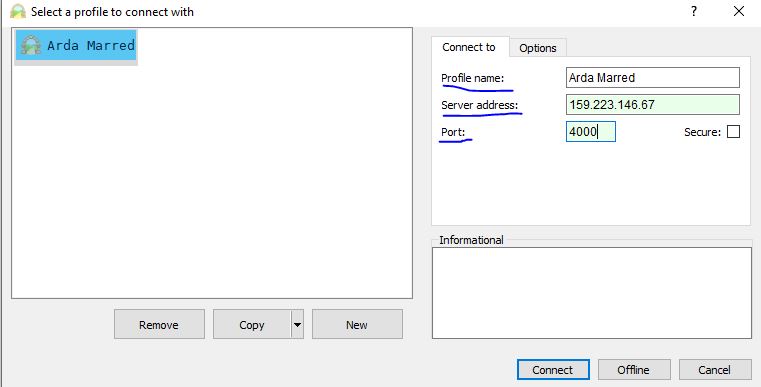 Select a profile to connect with
?
Arda Marred
Connect to
Options
Profile name:
Arda Marred
Server address:
159.223.146.67
Port:
4000
Secure:
Informational
Remove
Copy
New
Connect
Offline
Cancel